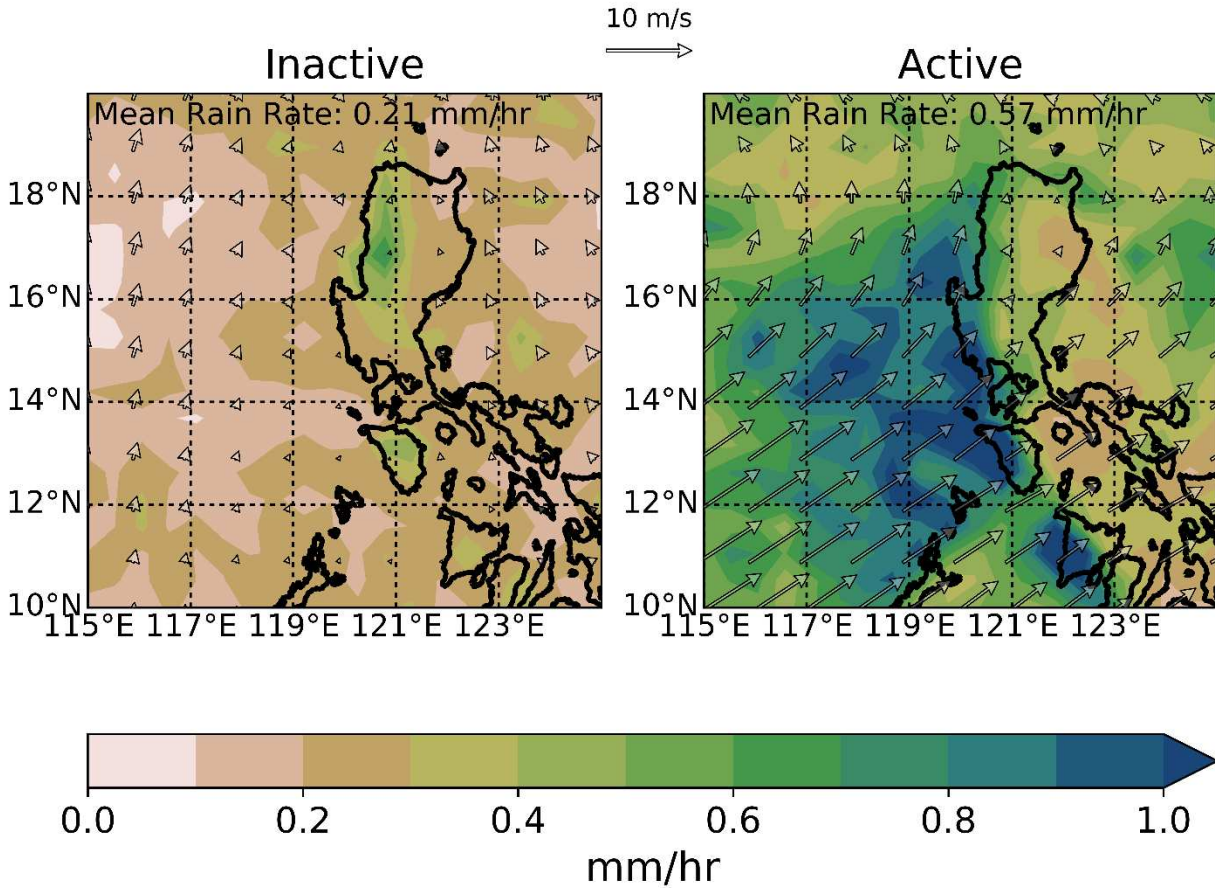 10 m/s
Inactive
Active
Mean Rain Rate: 0.21 mm/hr
Mean Rain Rate: 0.57 mm/hr
18°N
16°N
14°N
12°N
10°N
115°E 117°E 119°E 121°E 123°E
18°N
16°N
14°N
12°N
10°N
115°E 117°E 119°E 121°E 123°E
0.0 0.2 0.4 0.6 0.8 1.0
mm/hr